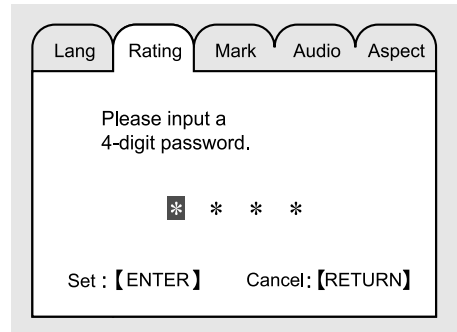 Lang Rating Mark Audio Aspect
Please input a
4-digit password.
* * * *
Set :【ENTER】 Cancel:【RETURN】